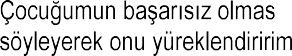 Çocuğumun başarısız olmas
söyleyerek onu yüreklendiririm